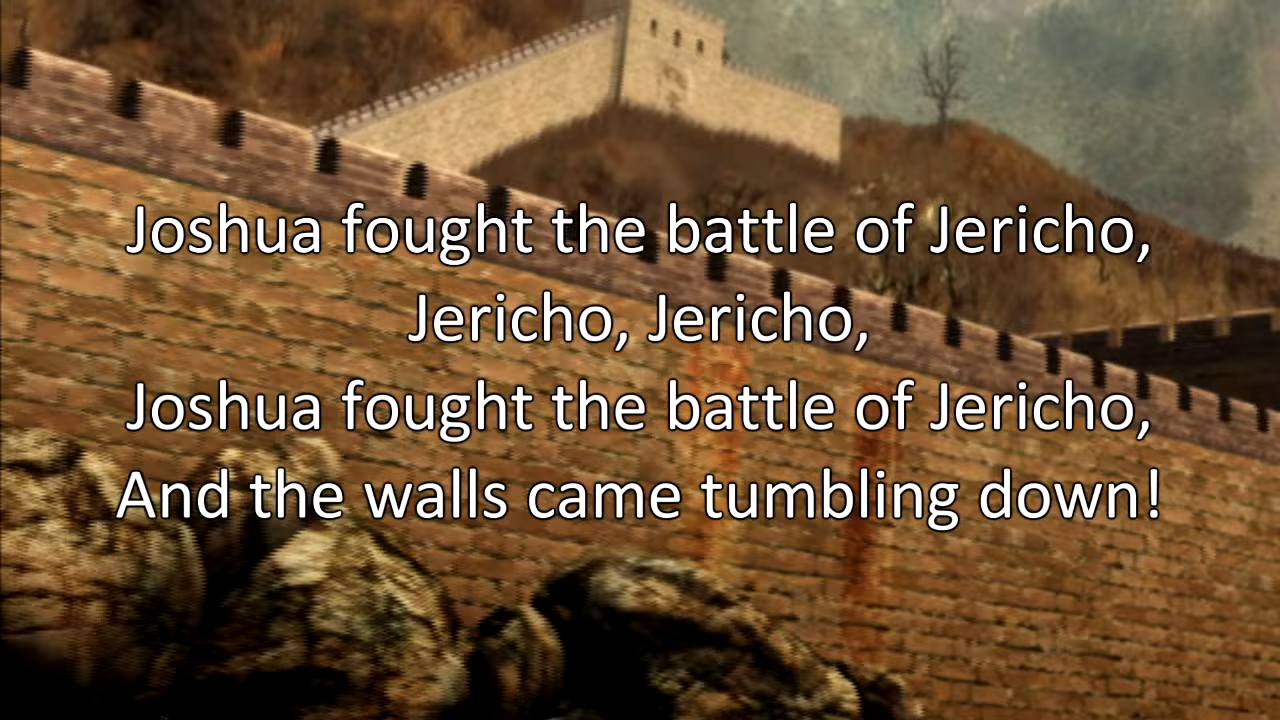 Joshua fought the battle of Jericho,
Jericho, Jericho,
Joshua fought the battle of Jericho,
And the walls came tumbling down!